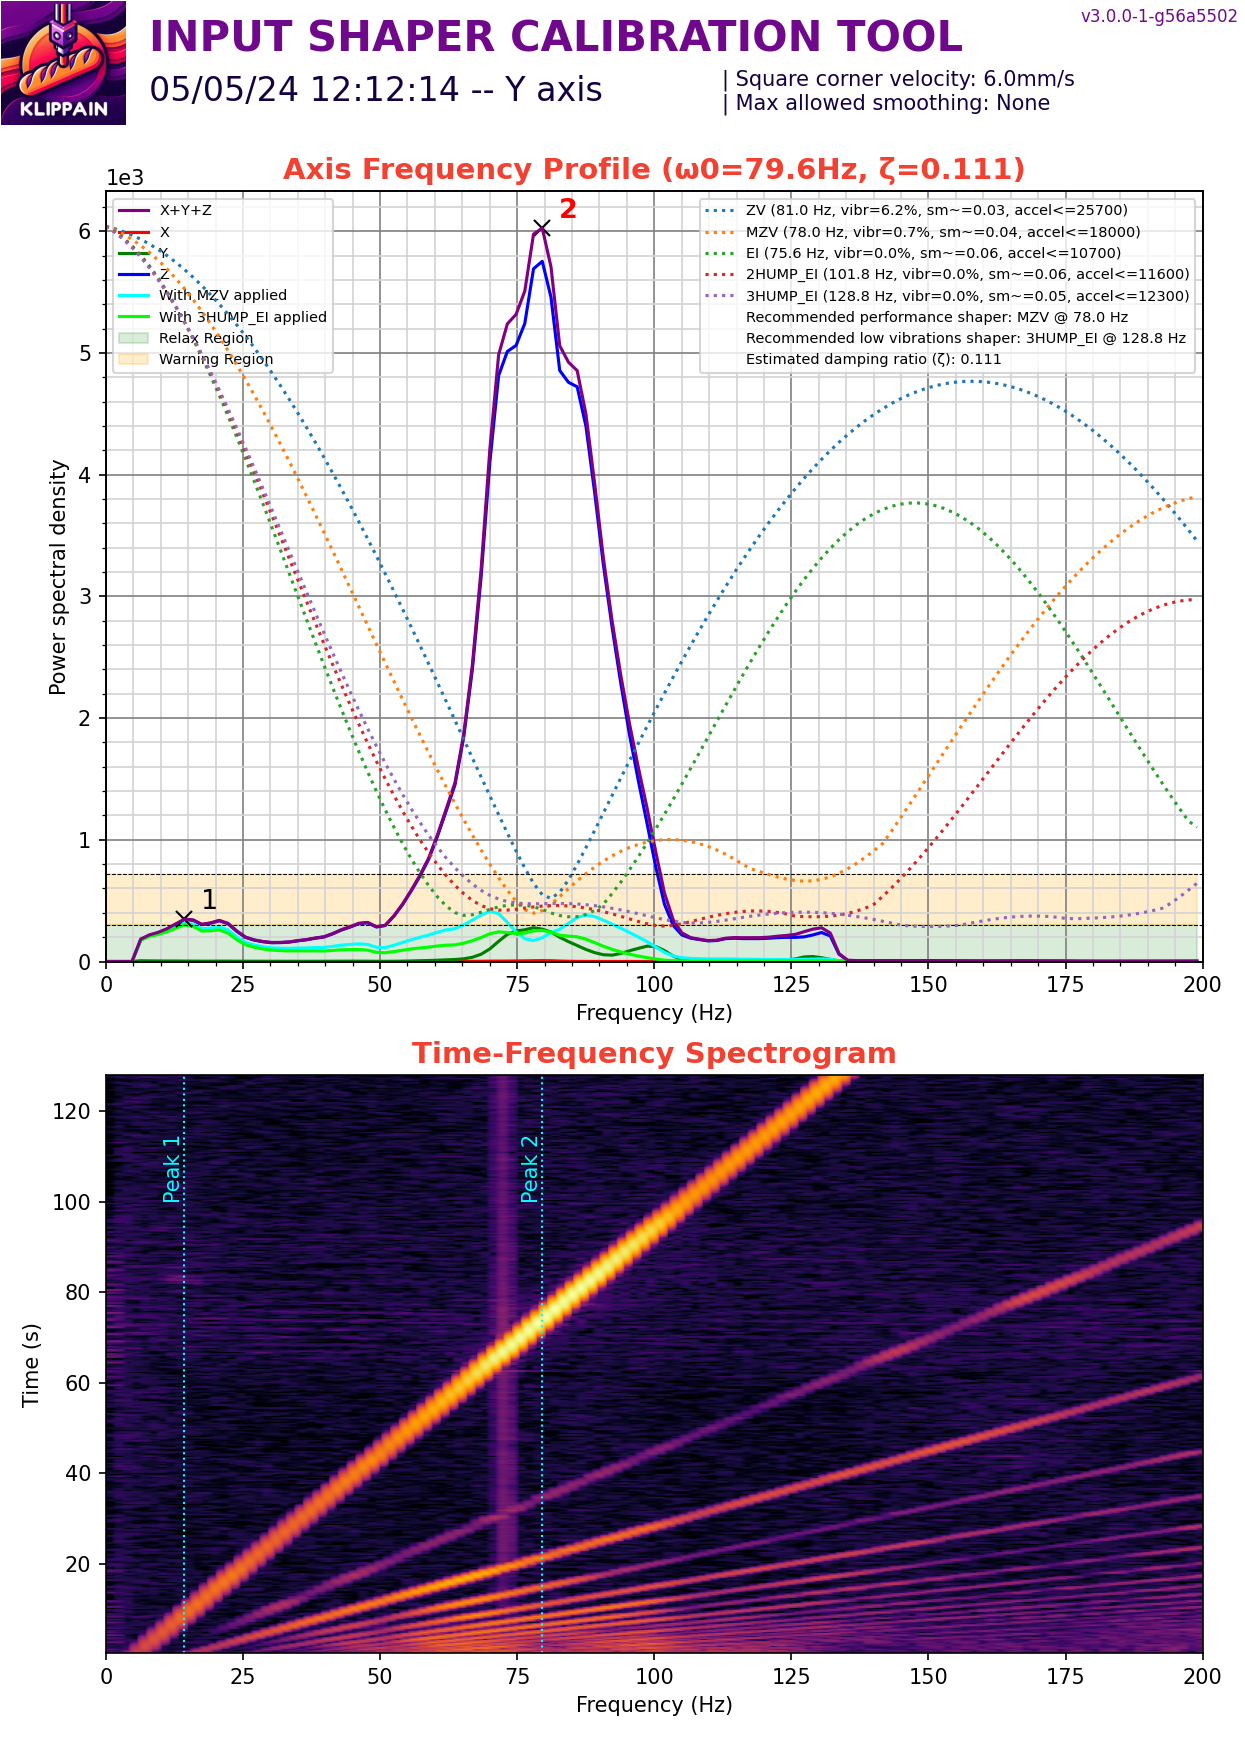 v3.0.0-1-g56a5502
INPUT SHAPER CALIBRATION TOOL
05/05/24 12:12:14 -- Y axis
| Square corner velocity: 6.0mm/s
| Max allowed smoothing: None
KLIPPAIN
Axis Frequency Profile (ω0=79.6Hz, ζ=0.111)
1e3
X+Y+Z
X
Y
Z
With MZV applied
With 3HUMP_EI applied
Relax Region
Warning Region
2
ZV (81.0 Hz, vibr=6.2%, sm~=0.03, accel<=25700)
MZV (78.0 Hz, vibr=0.7%, sm~=0.04, accel<=18000)
EI (75.6 Hz, vibr=0.0%, sm~=0.06, accel<=10700)
2HUMP_EI (101.8 Hz, vibr=0.0%, sm~=0.06, accel<=11600)
3HUMP_EI (128.8 Hz, vibr=0.0%, sm~=0.05, accel<=12300)
Recommended performance shaper: MZV @ 78.0 Hz
Recommended low vibrations shaper: 3HUMP_EI @ 128.8 Hz
Estimated damping ratio (ζ): 0.111
6
5
4
3
2
1
0
Power spectral density
1
0 25 50 75 100 125 150 175 200
Frequency (Hz)
Time-Frequency Spectrogram
120
100
80
60
40
20
Time (s)
Peak 1
Peak 2
0 25 50 75 100 125 150 175 200
Frequency (Hz)